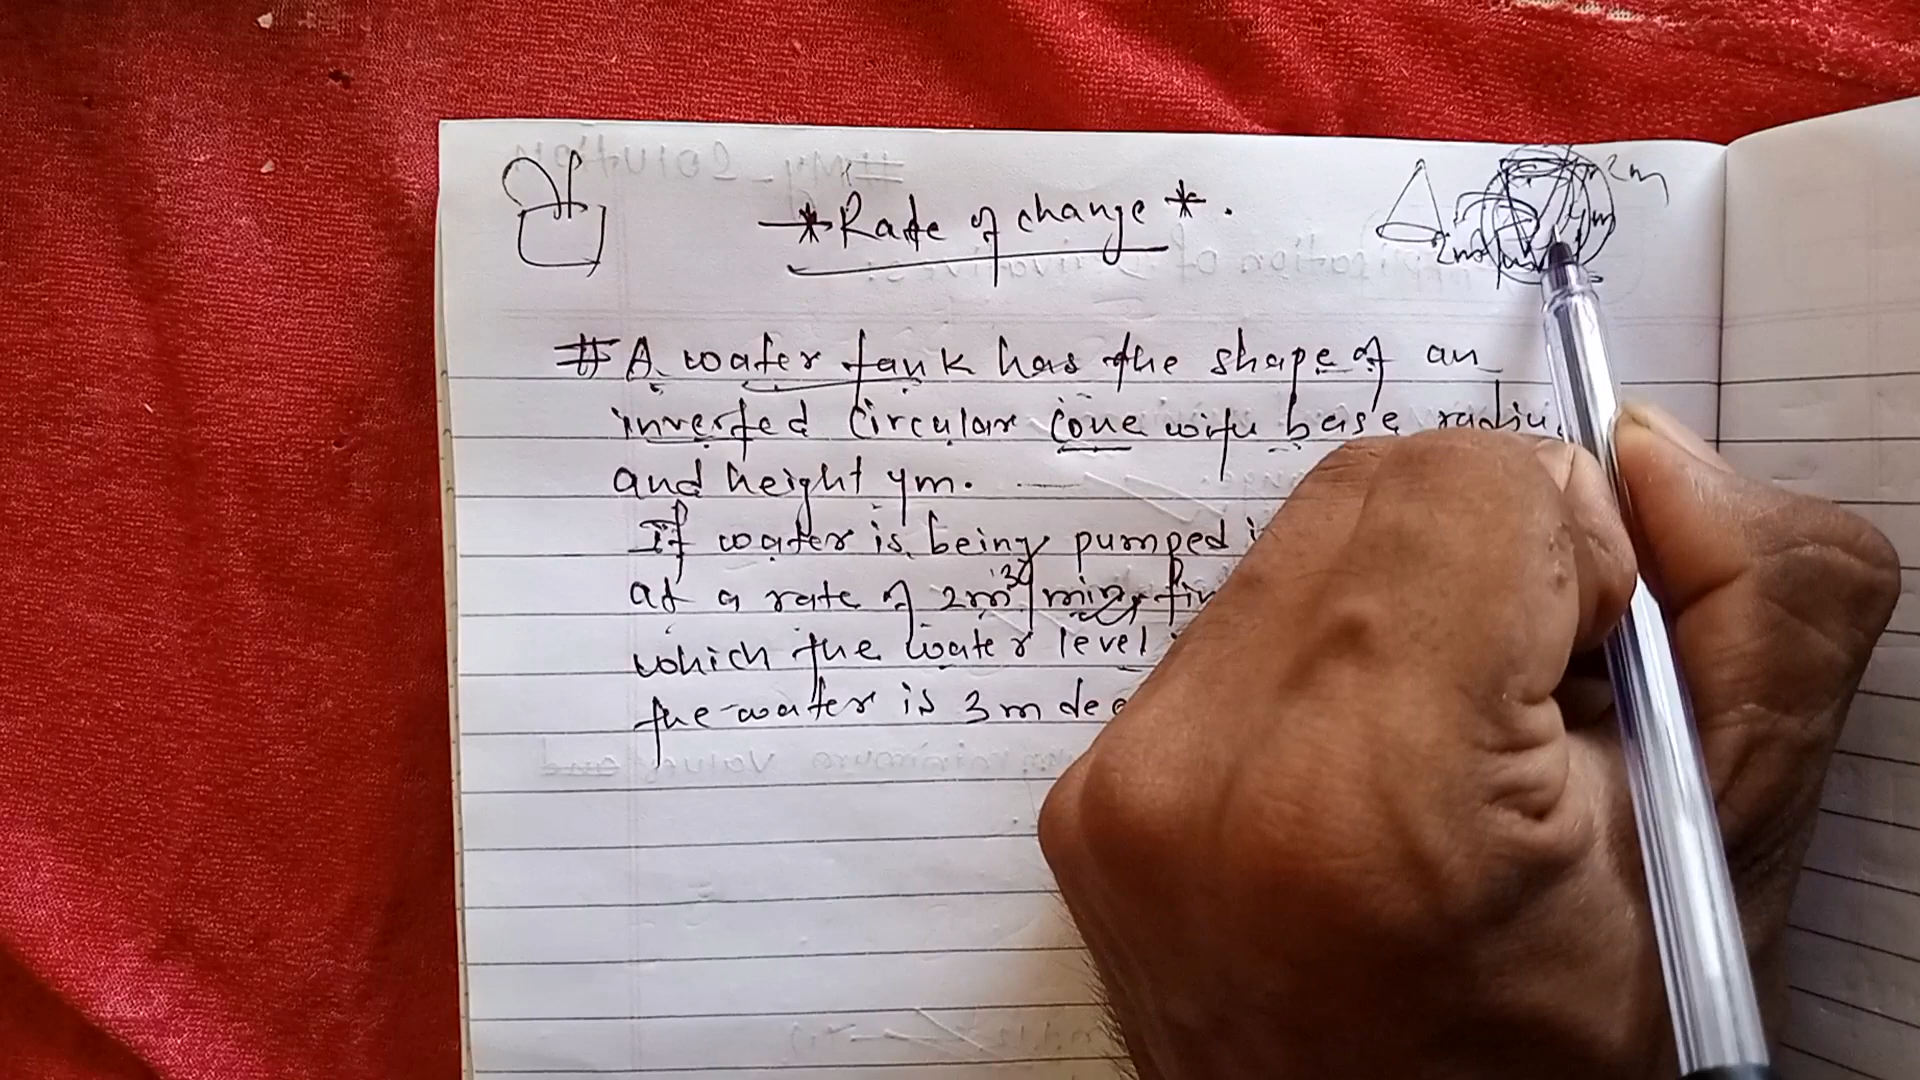 *Rate of change*.
2m
4m
2m
# A water tank has the shape of an
inverted circular cone with base radiu
and height 4m.
If water is being pumped i
at a rate of 2m³/min, fin
which the water level
the water is 3m dee